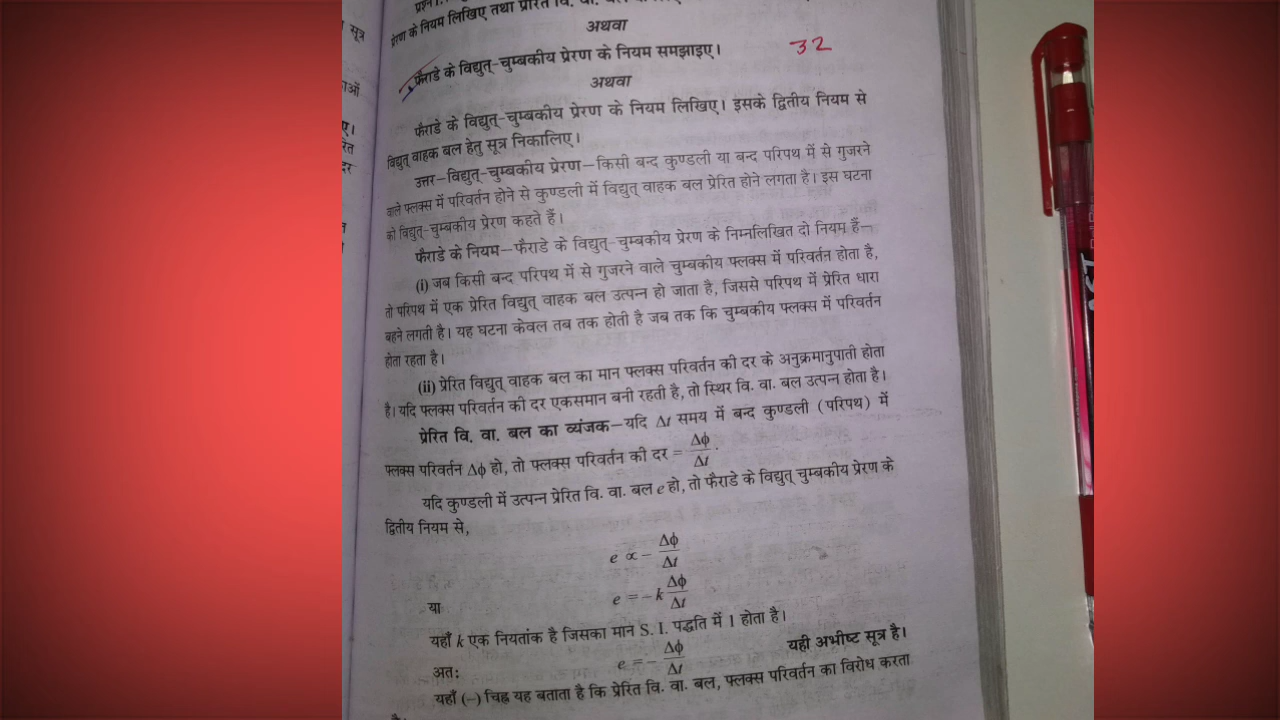 प्रेरण के नियम लिखिए तथा प्रेरित वि. वा. बल
अथवा
32
फैराडे के विद्युत्-चुम्बकीय प्रेरण के नियम समझाइए।
अथवा
फैराडे के विद्युत्-चुम्बकीय प्रेरण के नियम लिखिए। इसके द्वितीय नियम से
विद्युत् वाहक बल हेतु सूत्र निकालिए।
उत्तर–विद्युत्-चुम्बकीय प्रेरण–किसी बन्द कुण्डली या बन्द परिपथ में से गुजरने
वाले फ्लक्स में परिवर्तन होने से कुण्डली में विद्युत् वाहक बल प्रेरित होने लगता है। इस घटना
को विद्युत्-चुम्बकीय प्रेरण कहते हैं।
फैराडे के नियम–फैराडे के विद्युत्-चुम्बकीय प्रेरण के निम्नलिखित दो नियम हैं–
(i) जब किसी बन्द परिपथ में से गुजरने वाले चुम्बकीय फ्लक्स में परिवर्तन होता है,
तो परिपथ में एक प्रेरित विद्युत् वाहक बल उत्पन्न हो जाता है, जिससे परिपथ में प्रेरित धारा
बहने लगती है। यह घटना केवल तब तक होती है जब तक कि चुम्बकीय फ्लक्स में परिवर्तन
होता रहता है।
(ii) प्रेरित विद्युत् वाहक बल का मान फ्लक्स परिवर्तन की दर के अनुक्रमानुपाती होता
है। यदि फ्लक्स परिवर्तन की दर एकसमान बनी रहती है, तो स्थिर वि. वा. बल उत्पन्न होता है।
प्रेरित वि. वा. बल का व्यंजक–यदि Δt समय में बन्द कुण्डली (परिपथ) में
फ्लक्स परिवर्तन Δϕ हो, तो फ्लक्स परिवर्तन की दर = Δϕ/Δt.
यदि कुण्डली में उत्पन्न प्रेरित वि. वा. बल e हो, तो फैराडे के विद्युत् चुम्बकीय प्रेरण के
द्वितीय नियम से,
e ∝ – Δϕ/Δt
या e = – k Δϕ/Δt
यहाँ k एक नियतांक है जिसका मान S. I. पद्धति में 1 होता है।
अतः e = – Δϕ/Δt यही अभीष्ट सूत्र है।
यहाँ (–) चिह्न यह बताता है कि प्रेरित वि. वा. बल, फ्लक्स परिवर्तन का विरोध करता